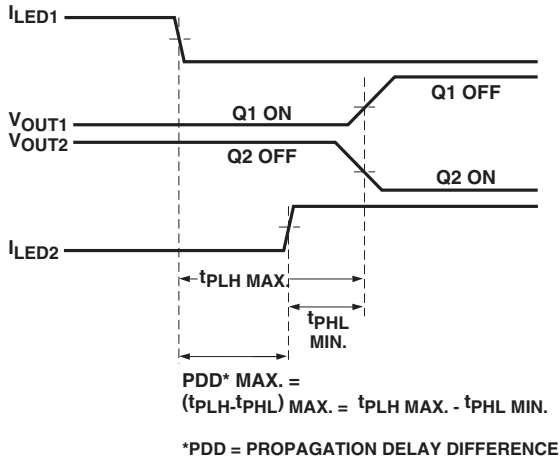 ILED1
VOUT1
Q1 ON
Q1 OFF
VOUT2
Q2 OFF
Q2 ON
ILED2
tPLH MAX.
tPHL
MIN.
PDD* MAX. =
(tPLH-tPHL) MAX. = tPLH MAX. - tPHL MIN.
*PDD = PROPAGATION DELAY DIFFERENCE